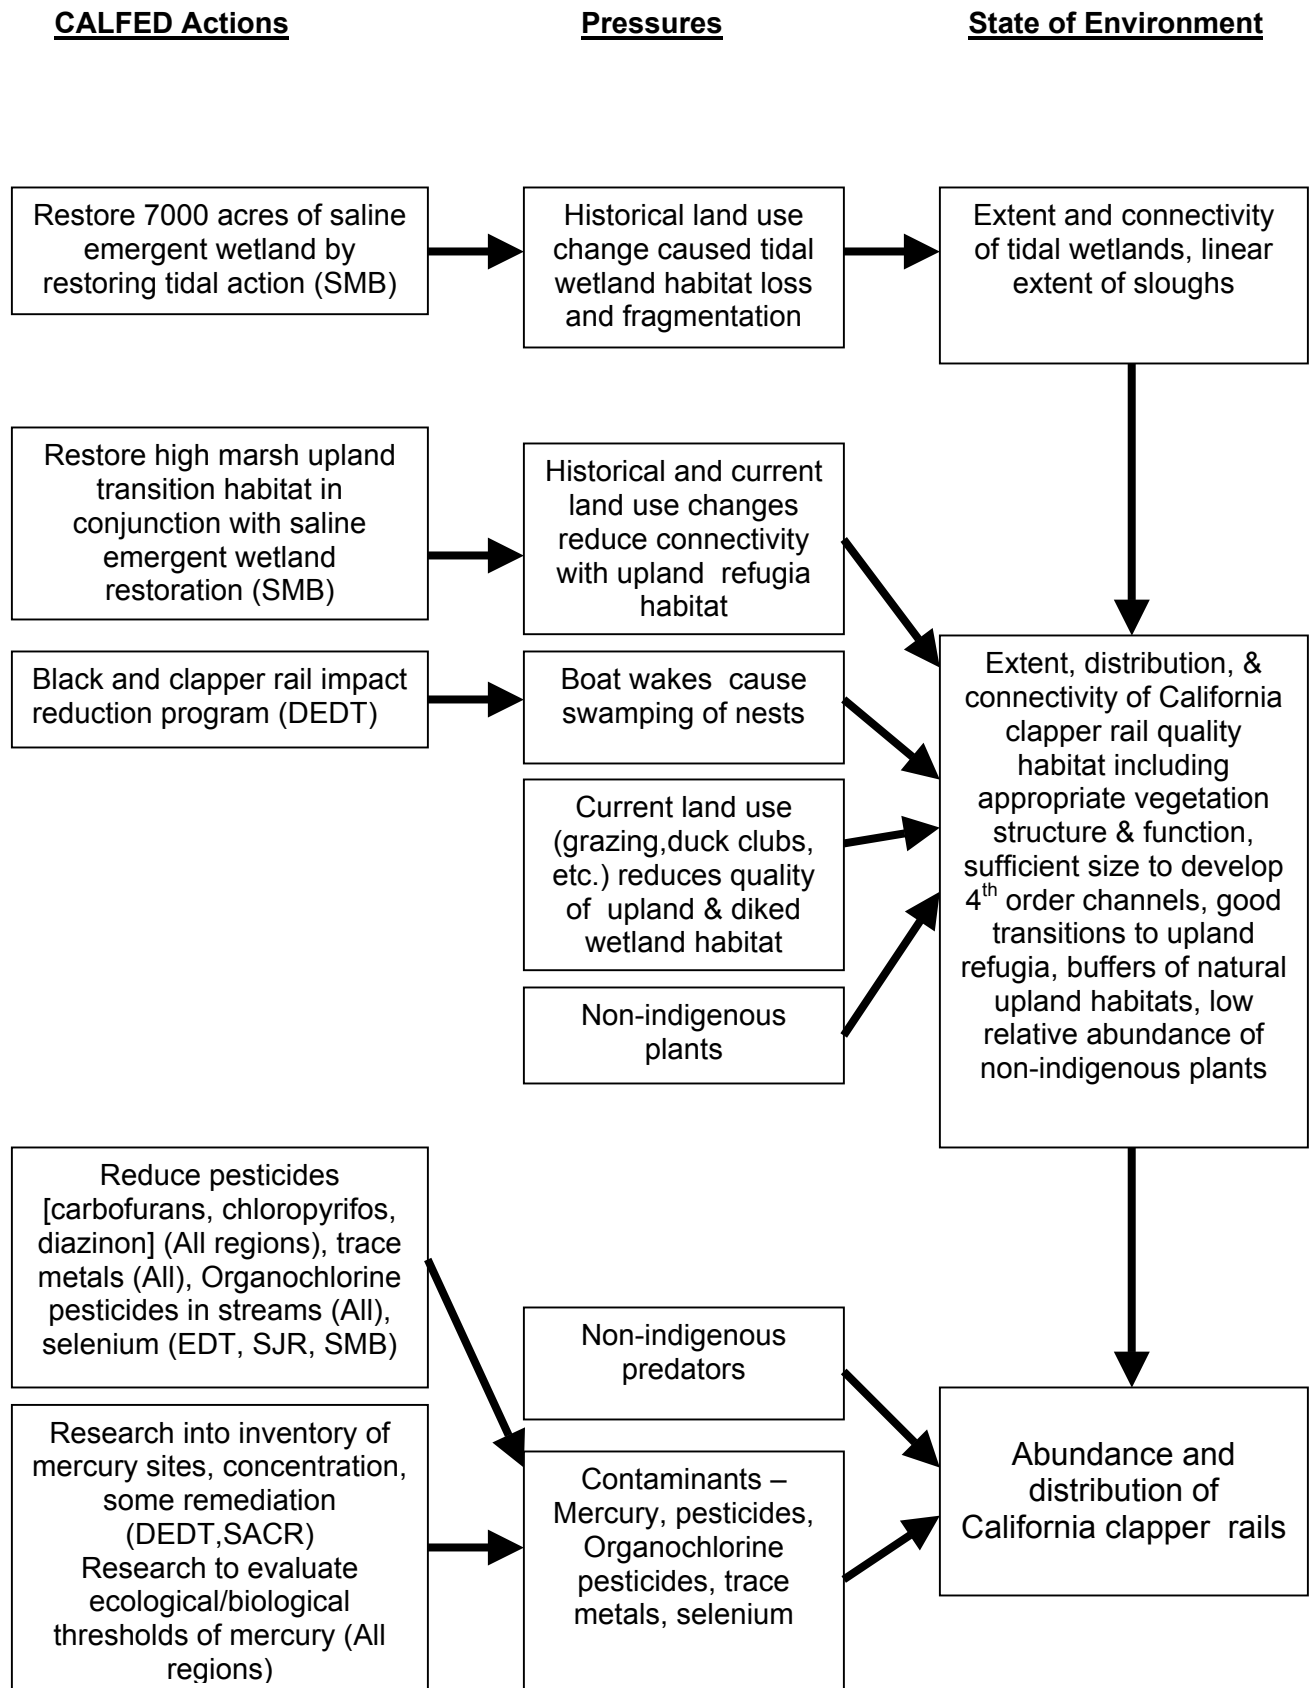 CALFED Actions
Pressures
State of Environment
Restore 7000 acres of saline
emergent wetland by
restoring tidal action (SMB)
Historical land use
change caused tidal
wetland habitat loss
and fragmentation
Extent and connectivity
of tidal wetlands, linear
extent of sloughs
Restore high marsh upland
transition habitat in
conjunction with saline
emergent wetland
restoration (SMB)
Historical and current
land use changes
reduce connectivity
with upland  refugia
habitat
Black and clapper rail impact
reduction program (DEDT)
Boat wakes  cause
swamping of nests
Current land use
(grazing,duck clubs,
etc.) reduces quality
of  upland & diked
wetland habitat
Non-indigenous
plants
Extent, distribution, &
connectivity of California
clapper rail quality
habitat including
appropriate vegetation
structure & function,
sufficient size to develop
4th order channels, good
transitions to upland
refugia, buffers of natural
upland habitats, low
relative abundance of
non-indigenous plants
Reduce pesticides
[carbofurans, chloropyrifos,
diazinon] (All regions), trace
metals (All), Organochlorine
pesticides in streams (All),
selenium (EDT, SJR, SMB)
Non-indigenous
predators
Research into inventory of
mercury sites, concentration,
some remediation
(DEDT,SACR)
Research to evaluate
ecological/biological
thresholds of mercury (All
regions)
Contaminants –
Mercury, pesticides,
Organochlorine
pesticides, trace
metals, selenium
Abundance and
distribution of
California clapper  rails